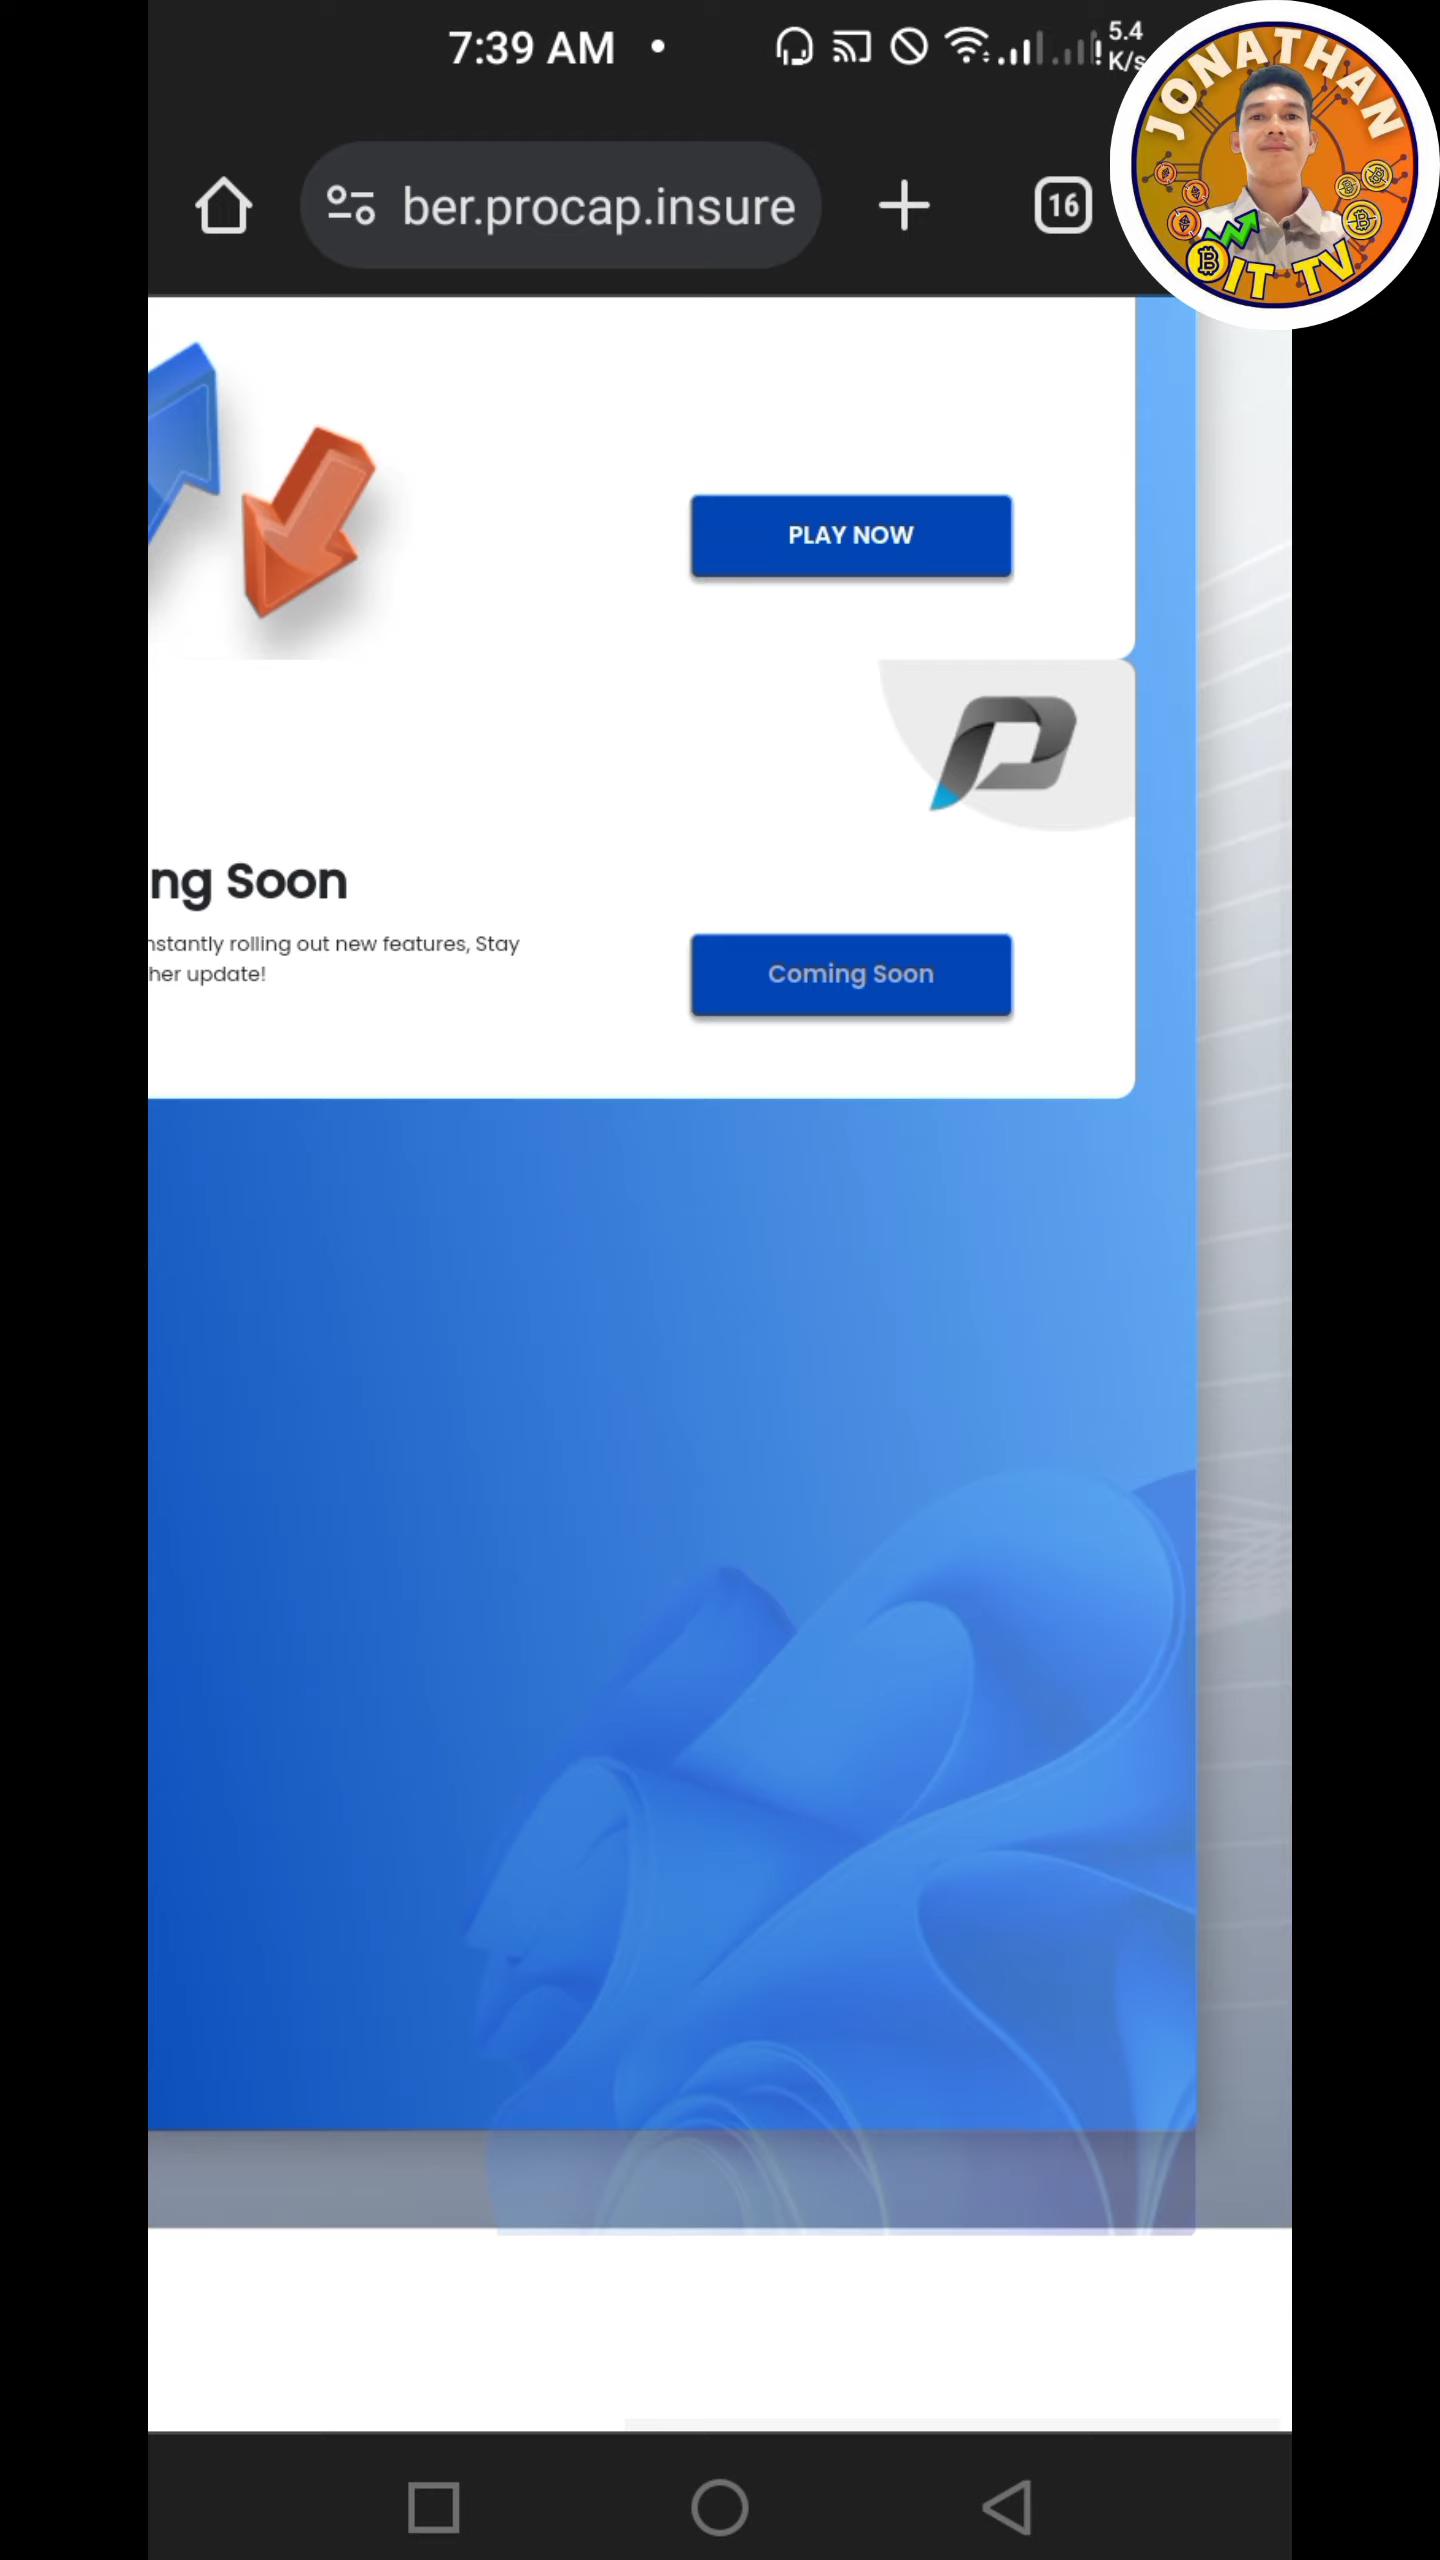 7:39 AM
5.4
K/s
JONATHAN
BIT TV
ber.procap.insure
16
PLAY NOW
ng Soon
nstantly rolling out new features, Stay
her update!
Coming Soon